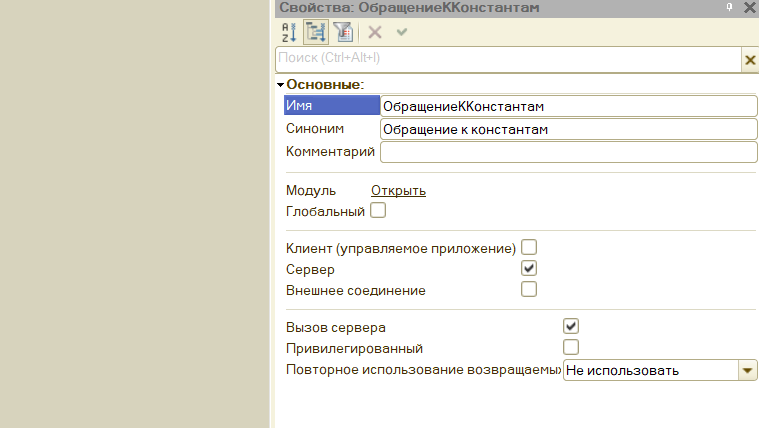 Свойства: ОбращениеККонстантам
Поиск (Ctrl+Alt+I)
Основные:
Имя ОбращениеККонстантам
Синоним Обращение к константам
Комментарий
Модуль Открыть
Глобальный
Клиент (управляемое приложение)
Сервер
Внешнее соединение
Вызов сервера
Привилегированный
Повторное использование возвращаемых Не использовать